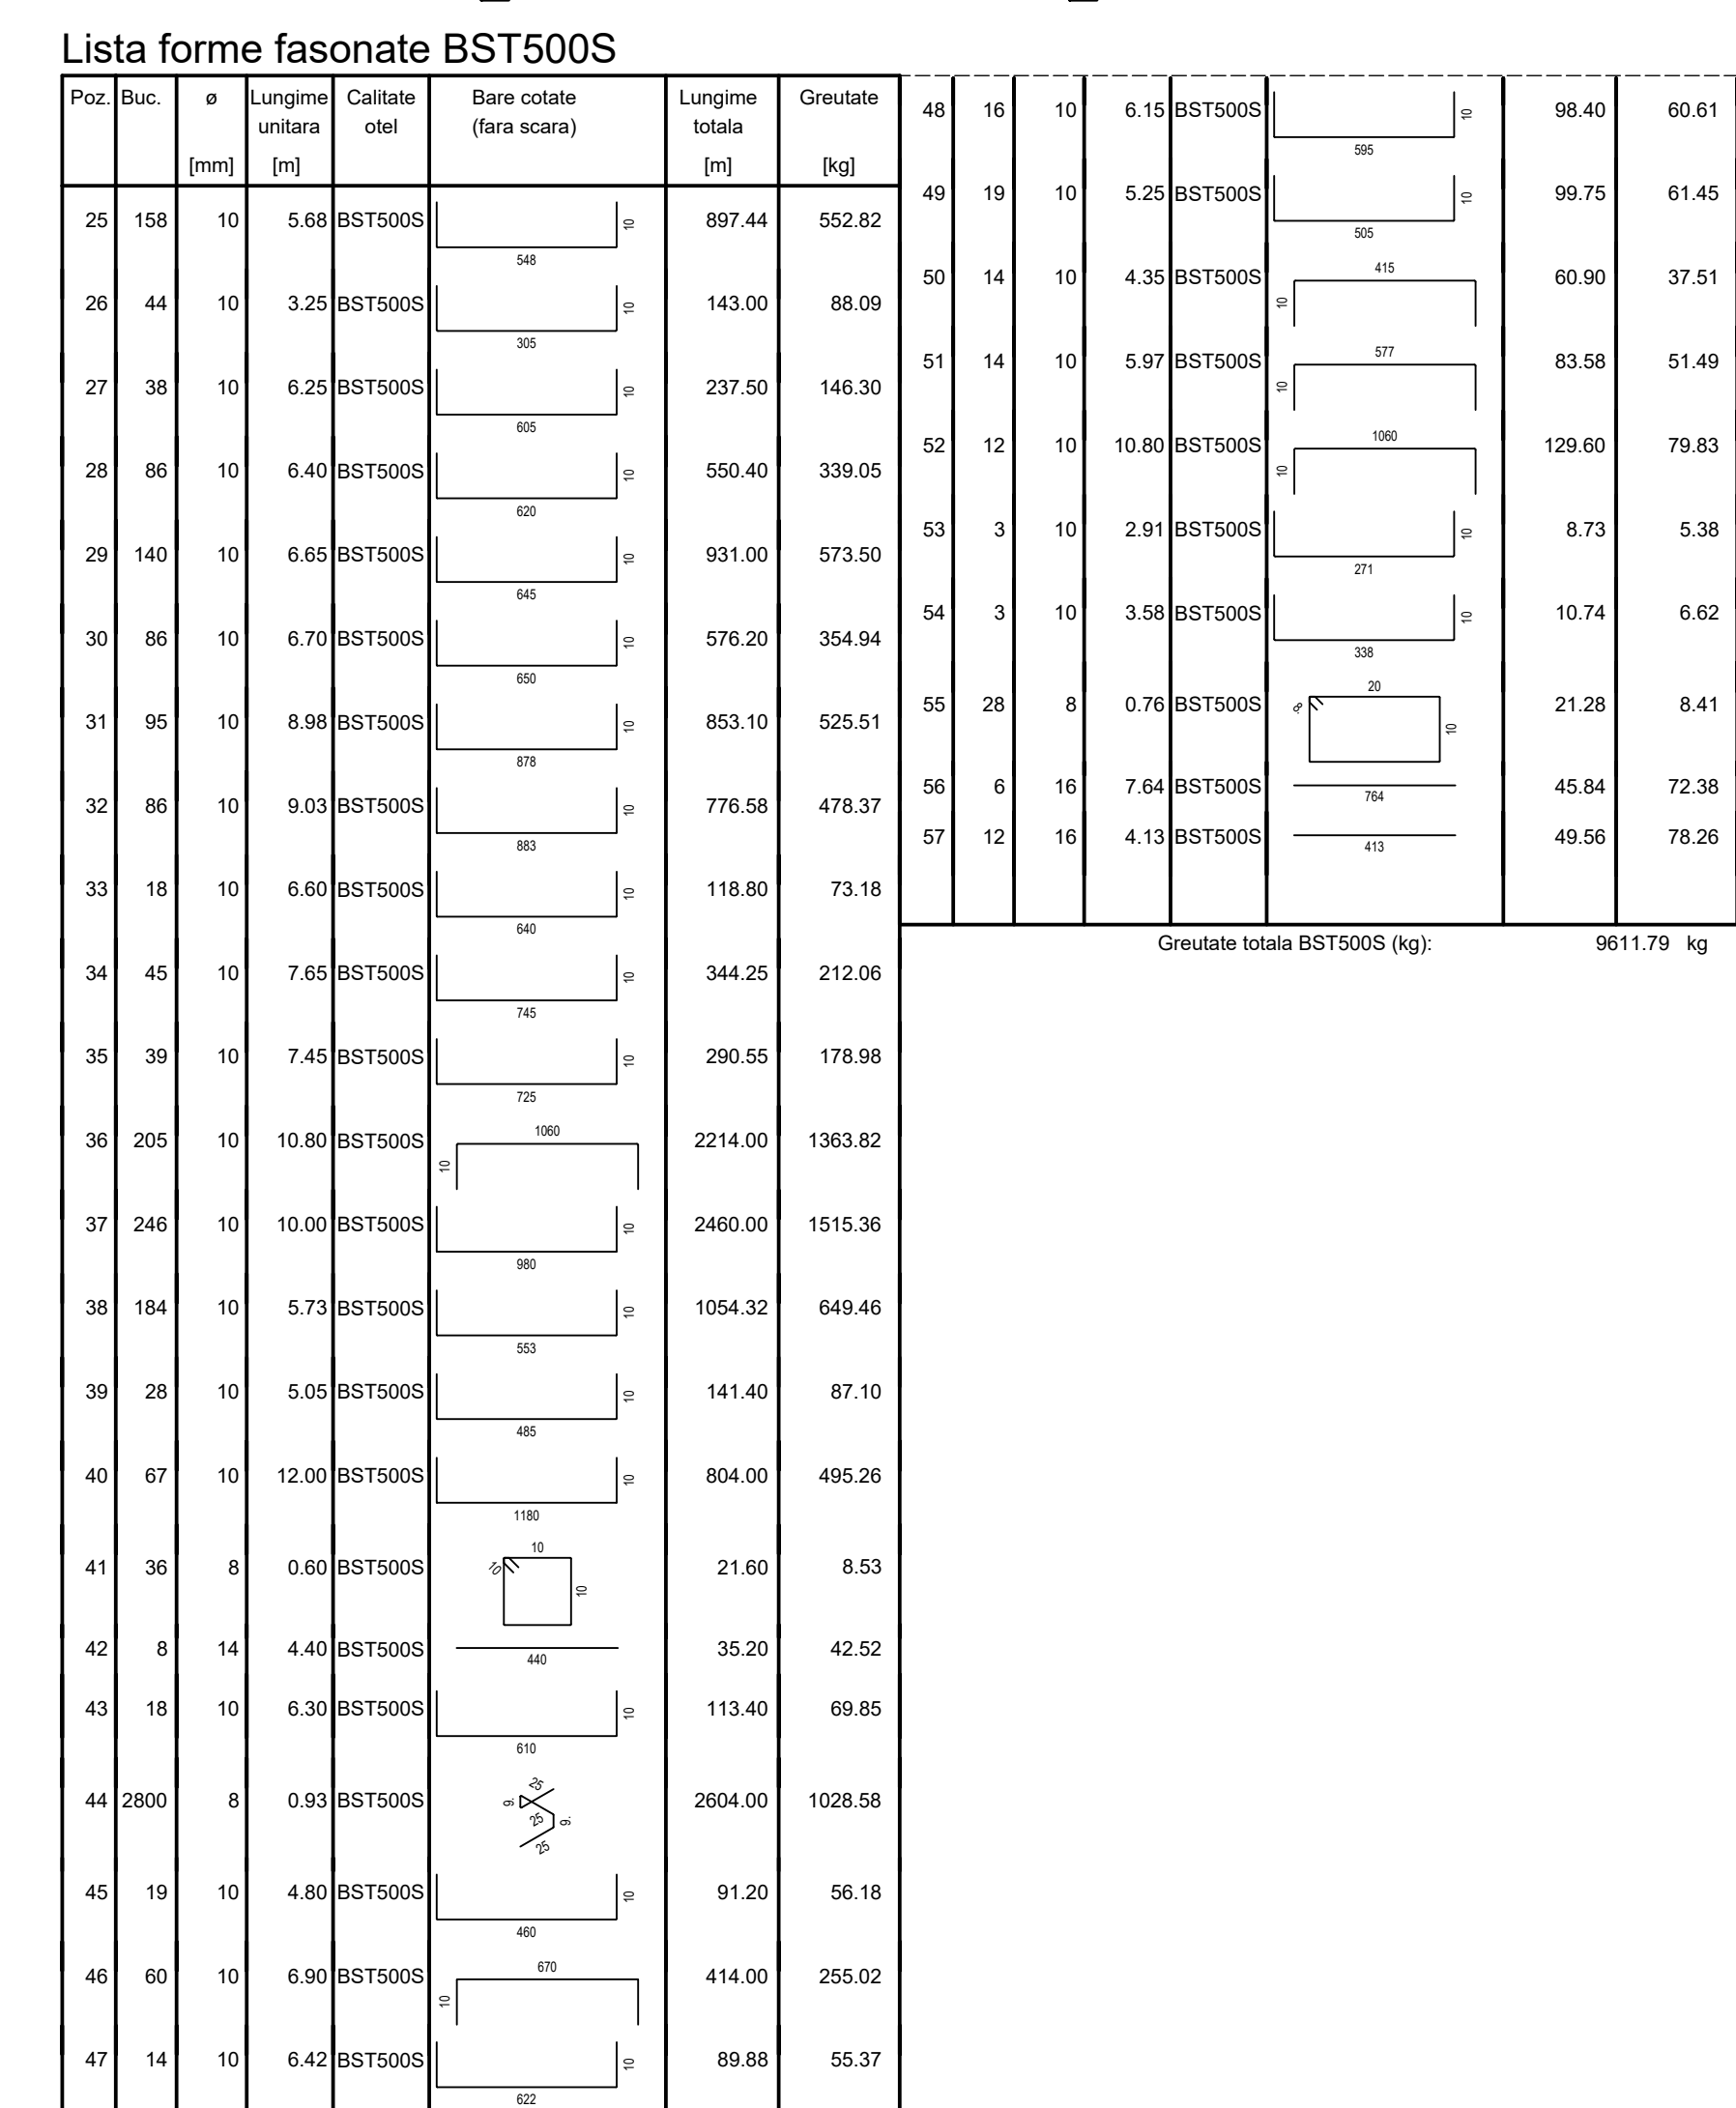 Lista forme fasonate BST500S
Poz. Buc. ø Lungime unitara Calitate otel Bare cotate (fara scara) Lungime totala Greutate
[mm] [m] [m] [kg]
25 158 10 5.68 BST500S 548 10 897.44 552.82
26 44 10 3.25 BST500S 305 10 143.00 88.09
27 38 10 6.25 BST500S 605 10 237.50 146.30
28 86 10 6.40 BST500S 620 10 550.40 339.05
29 140 10 6.65 BST500S 645 10 931.00 573.50
30 86 10 6.70 BST500S 650 10 576.20 354.94
31 95 10 8.98 BST500S 878 10 853.10 525.51
32 86 10 9.03 BST500S 883 10 776.58 478.37
33 18 10 6.60 BST500S 640 10 118.80 73.18
34 45 10 7.65 BST500S 745 10 344.25 212.06
35 39 10 7.45 BST500S 725 10 290.55 178.98
36 205 10 10.80 BST500S 10 1060 2214.00 1363.82
37 246 10 10.00 BST500S 980 10 2460.00 1515.36
38 184 10 5.73 BST500S 553 10 1054.32 649.46
39 28 10 5.05 BST500S 485 10 141.40 87.10
40 67 10 12.00 BST500S 1180 10 804.00 495.26
41 36 8 0.60 BST500S 10 10 10 21.60 8.53
42 8 14 4.40 BST500S 440 35.20 42.52
43 18 10 6.30 BST500S 610 10 113.40 69.85
44 2800 8 0.93 BST500S 25 9. 25 9. 25 2604.00 1028.58
45 19 10 4.80 BST500S 460 10 91.20 56.18
46 60 10 6.90 BST500S 10 670 414.00 255.02
47 14 10 6.42 BST500S 622 10 89.88 55.37
48 16 10 6.15 BST500S 595 10 98.40 60.61
49 19 10 5.25 BST500S 505 10 99.75 61.45
50 14 10 4.35 BST500S 10 415 60.90 37.51
51 14 10 5.97 BST500S 10 577 83.58 51.49
52 12 10 10.80 BST500S 10 1060 129.60 79.83
53 3 10 2.91 BST500S 271 10 8.73 5.38
54 3 10 3.58 BST500S 338 10 10.74 6.62
55 28 8 0.76 BST500S 8. 20 10 21.28 8.41
56 6 16 7.64 BST500S 764 45.84 72.38
57 12 16 4.13 BST500S 413 49.56 78.26
Greutate totala BST500S (kg): 9611.79 kg